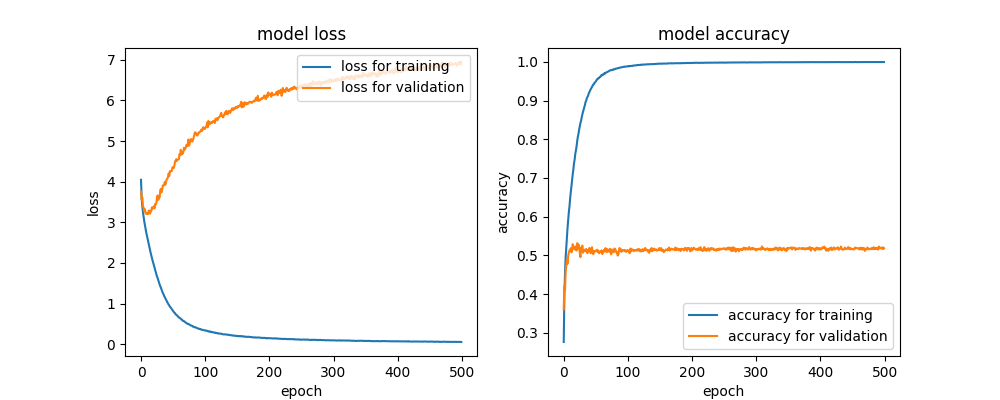 model loss
7
6
5
4
3
2
1
0
loss
0 100 200 300 400 500
epoch
loss for training
loss for validation
model accuracy
1.0
0.9
0.8
0.7
0.6
0.5
0.4
0.3
accuracy
0 100 200 300 400 500
epoch
accuracy for training
accuracy for validation